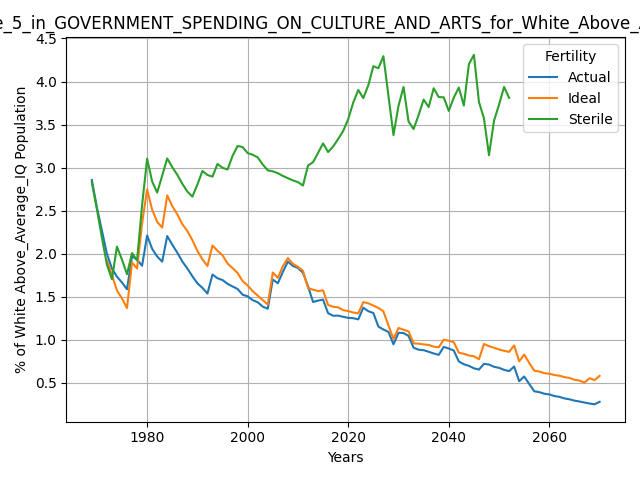 _5_in_GOVERNMENT_SPENDING_ON_CULTURE_AND_ARTS_for_White_Above_
4.5
4.0
3.5
3.0
2.5
2.0
1.5
1.0
0.5
% of White Above_Average_IQ Population
Fertility
Actual
Ideal
Sterile
1980
2000
2020
2040
2060
Years